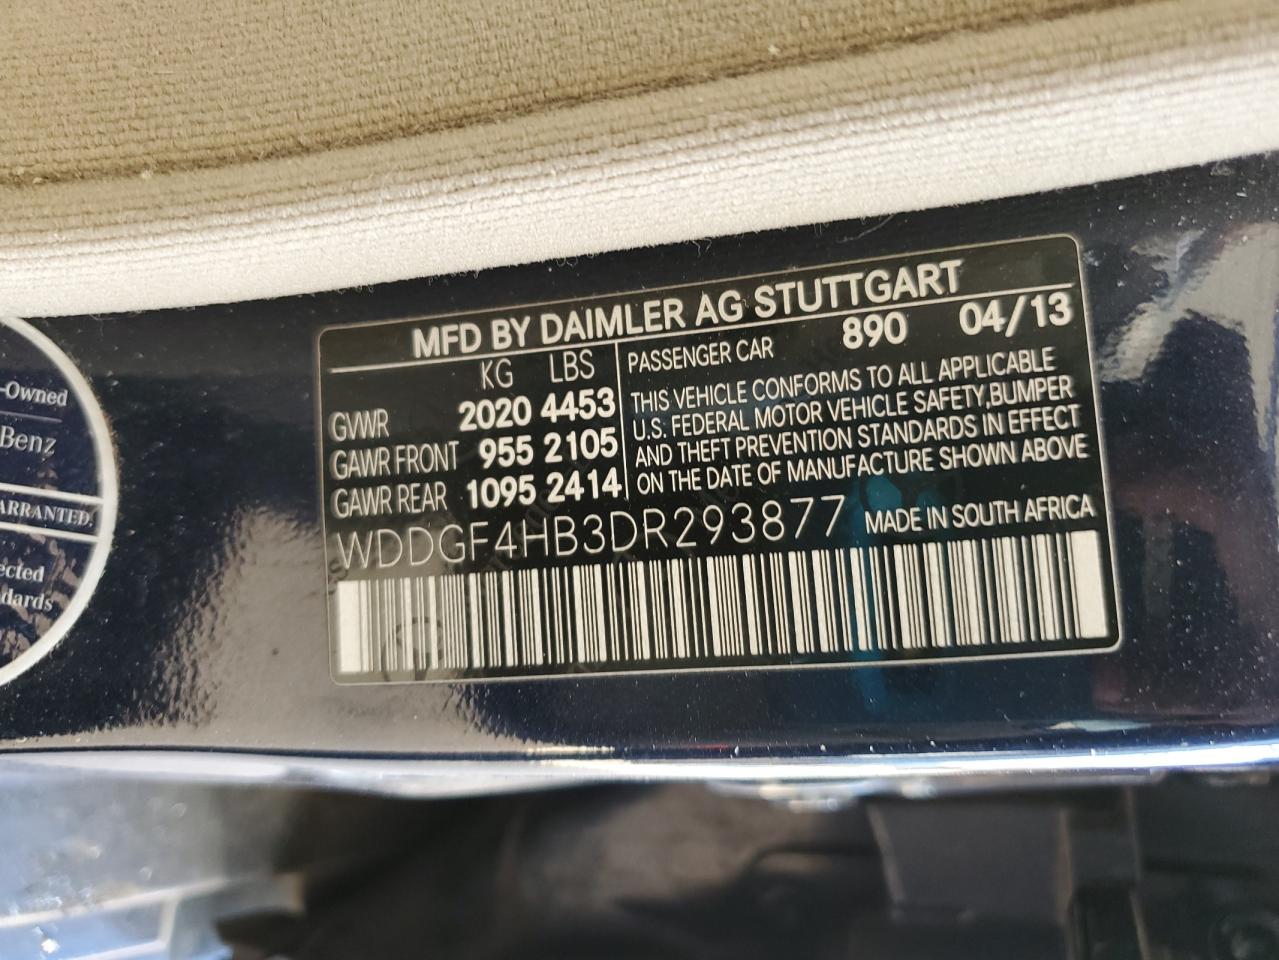 -Owned
Benz
ARRANTED.
ected
dards
MFD BY DAIMLER AG STUTTGART
KG LBS
GVWR 2020 4453
GAWR FRONT 955 2105
GAWR REAR 1095 2414
PASSENGER CAR 890 04/13
THIS VEHICLE CONFORMS TO ALL APPLICABLE
U.S. FEDERAL MOTOR VEHICLE SAFETY,BUMPER
AND THEFT PREVENTION STANDARDS IN EFFECT
ON THE DATE OF MANUFACTURE SHOWN ABOVE
WDDGF4HB3DR293877 MADE IN SOUTH AFRICA